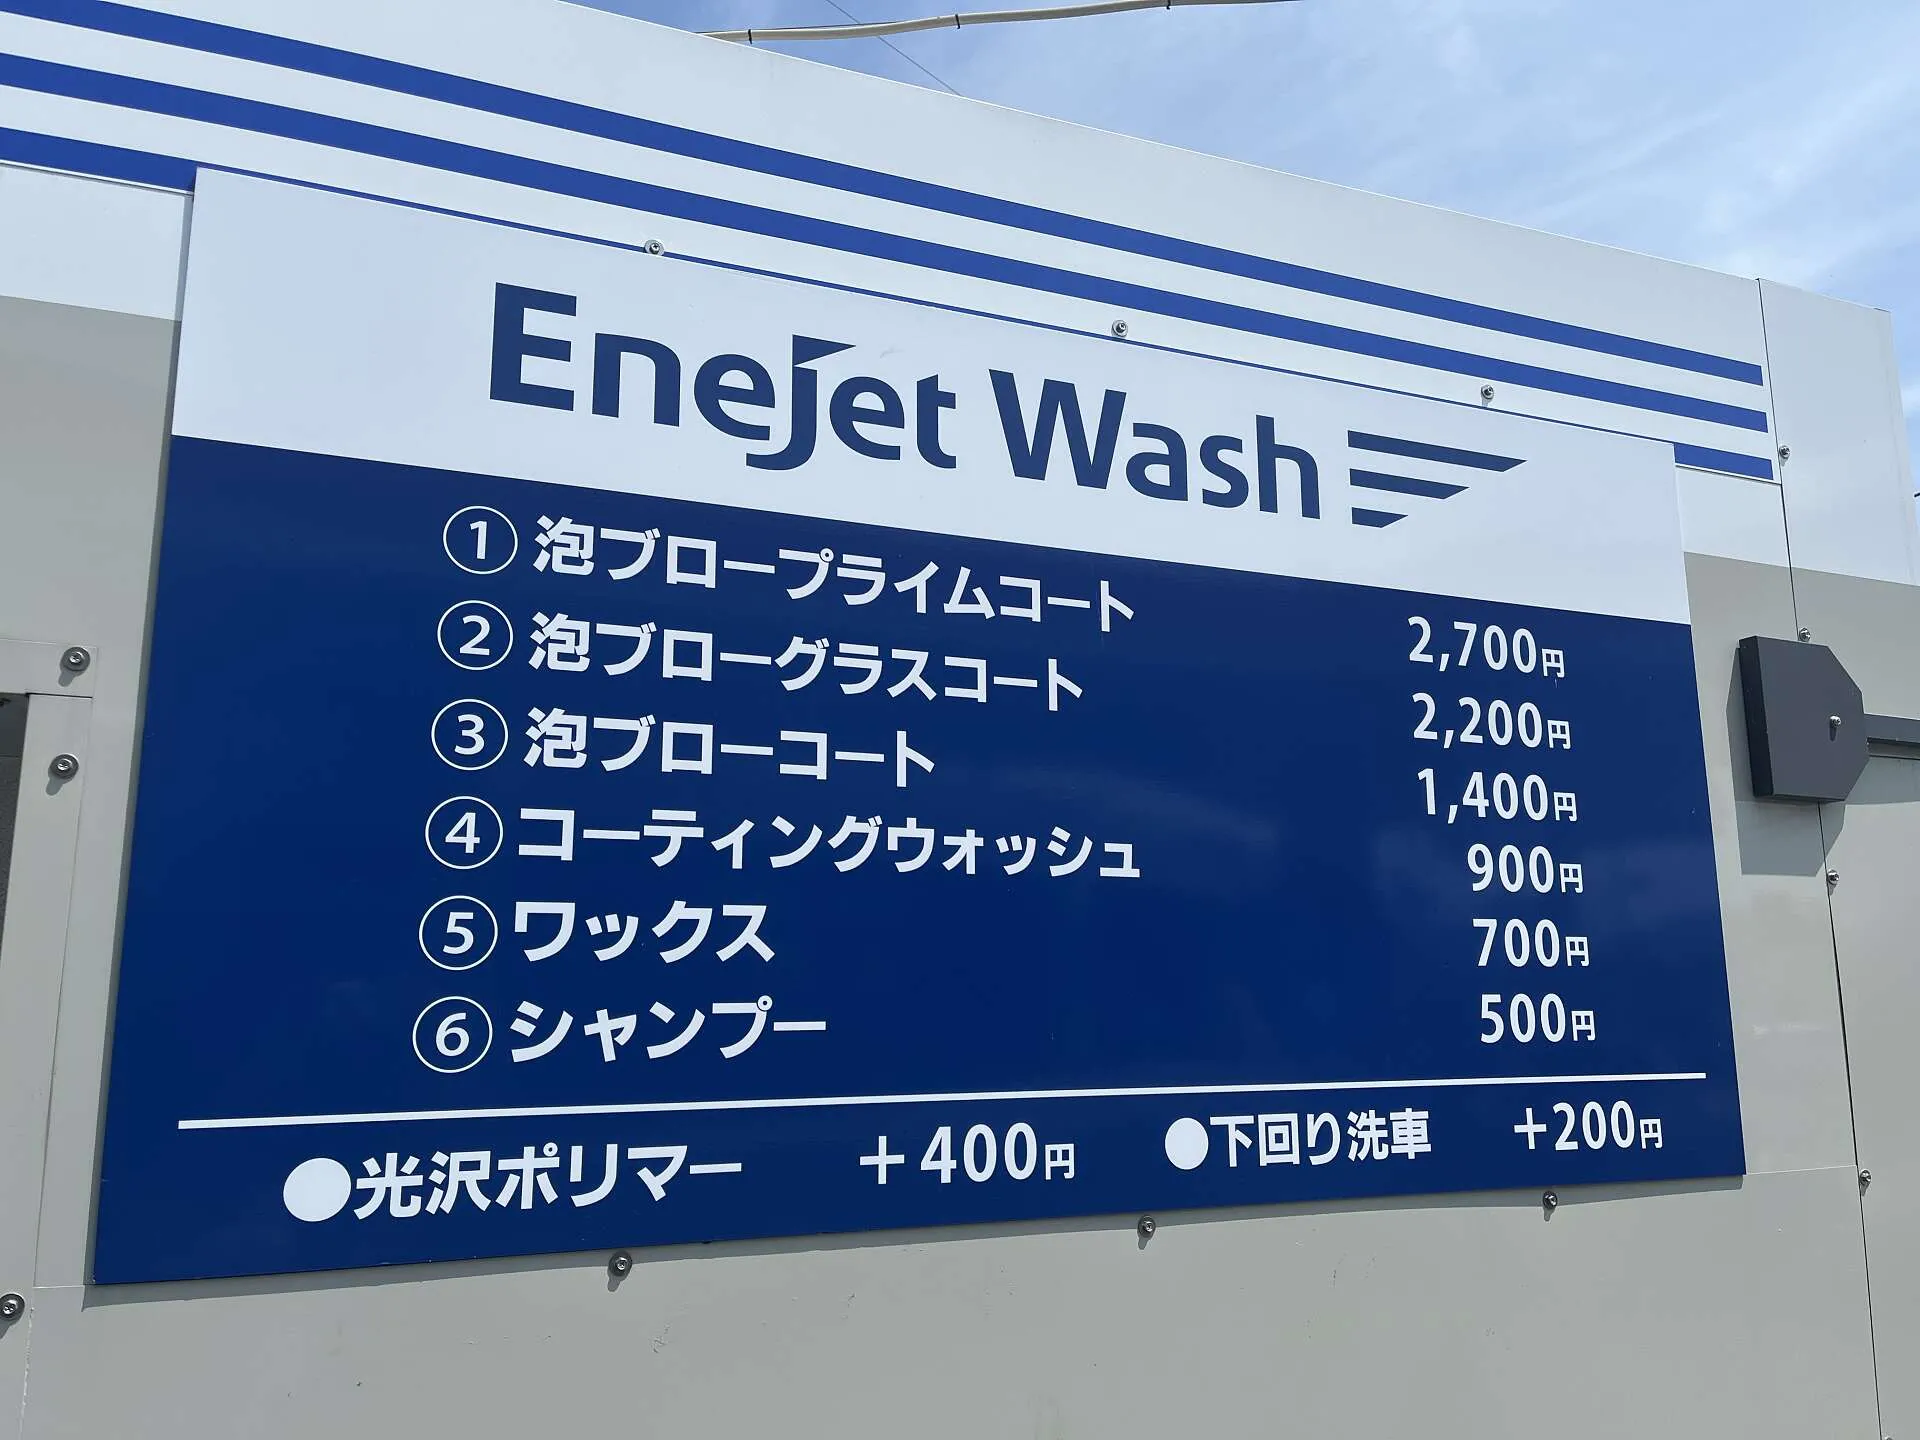 EneJet Wash
① 泡ブロープライムコート 2,700円
② 泡ブローグラスコート 2,200円
③ 泡ブローコート 1,400円
④ コーティングウォッシュ 900円
⑤ ワックス 700円
⑥ シャンプー 500円
●光沢ポリマー +400円 ●下回り洗車 +200円